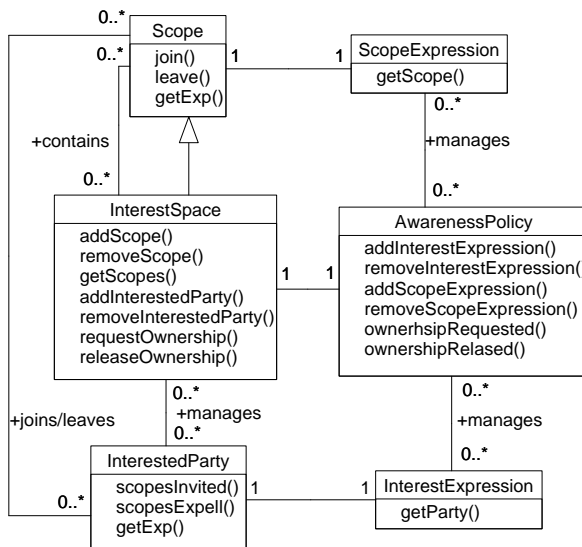 0..*
Scope
0..*
join()
leave()
getExp()
1
1
ScopeExpression
getScope()
0..*
+manages
0..*
+contains
0..*
InterestSpace
addScope()
removeScope()
getScopes()
addInterestedParty()
removeInterestedParty()
requestOwnership()
releaseOwnership()
1
1
AwarenessPolicy
addInterestExpression()
removeInterestExpression()
addScopeExpression()
removeScopeExpression()
ownerhsipRequested()
ownershipRelased()
0..*
+manages
0..*
+joins/leaves
0..*
+manages
0..*
InterestedParty
scopesInvited()
scopesExpell()
getExp()
0..*
1
1
InterestExpression
getParty()